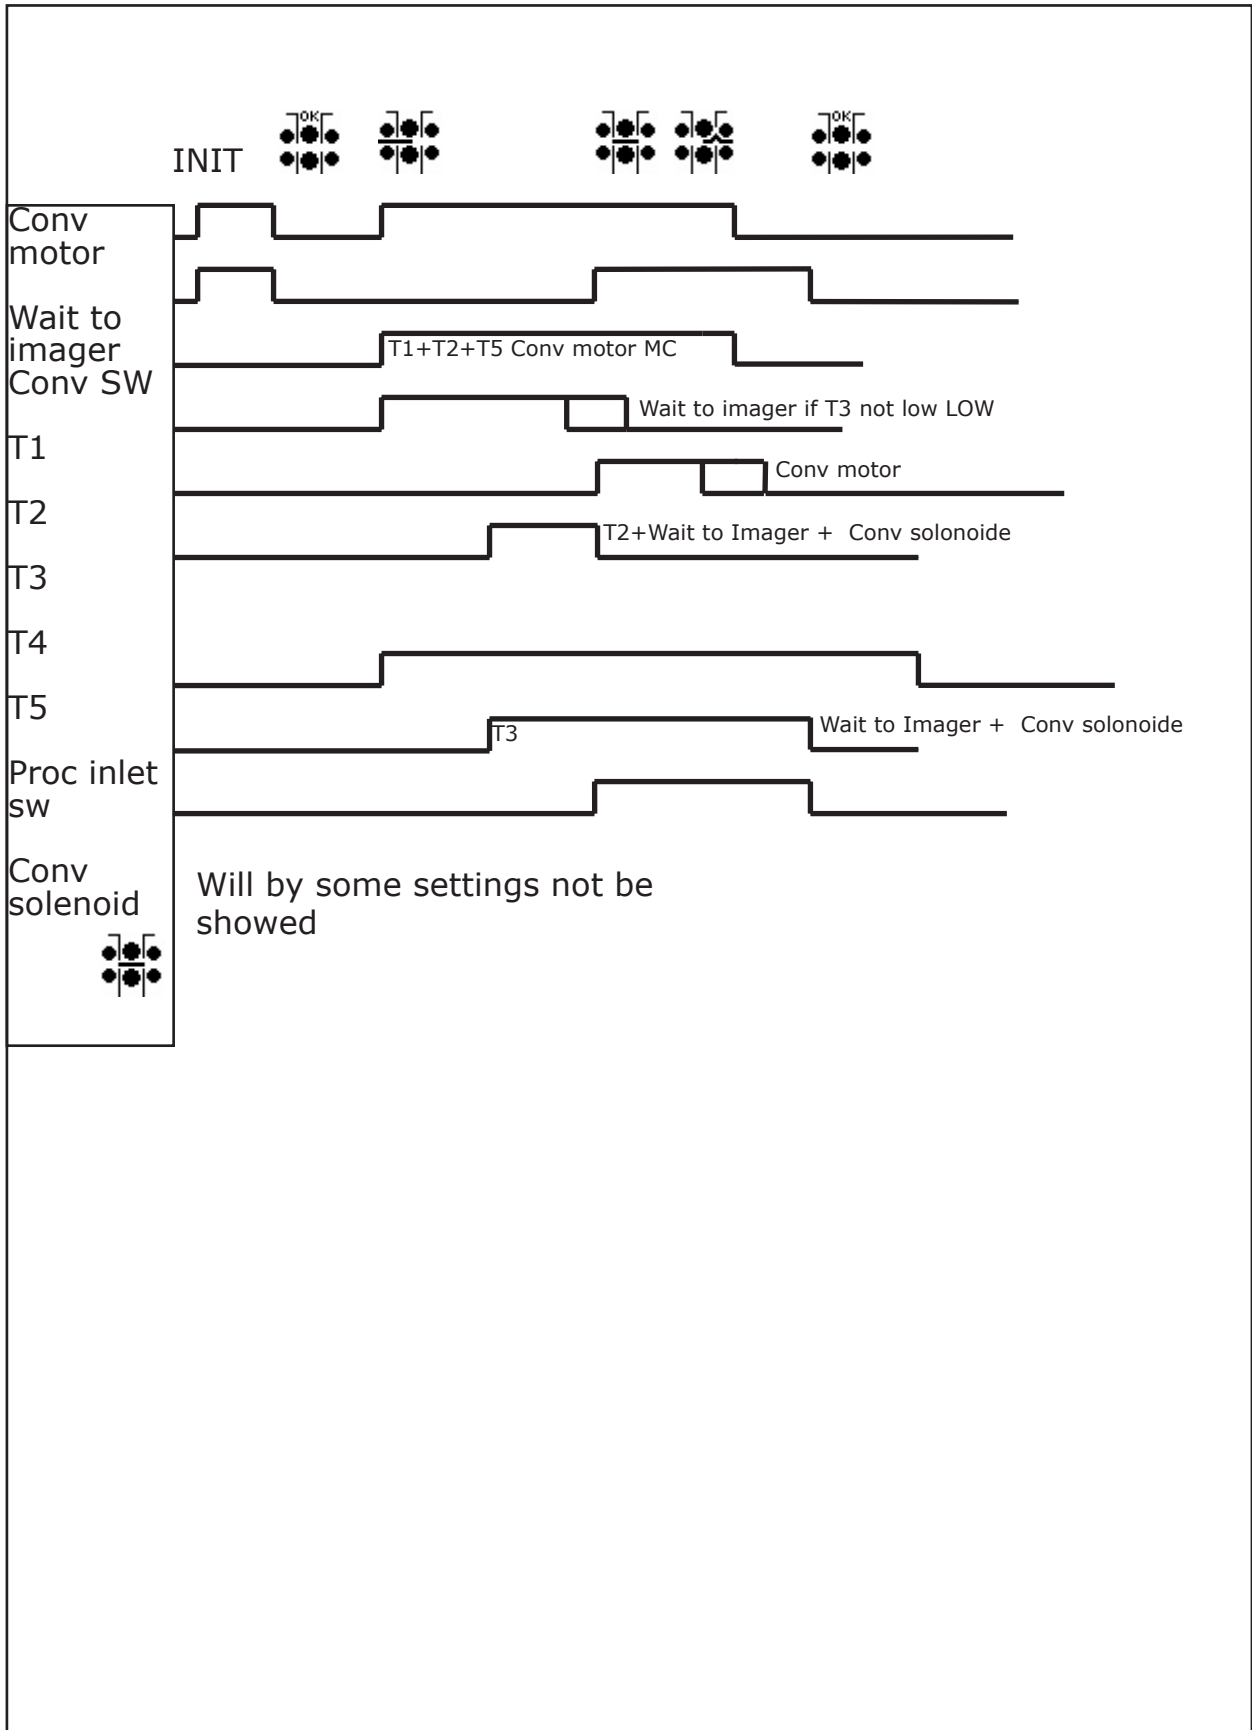 OK
OK
INIT
Conv
motor
Wait to
imager
T1+T2+T5 Conv motor MC
Conv SW
Wait to imager if T3 not low LOW
T1
Conv motor
T2
T2+Wait to Imager +  Conv solonoide
T3
T4
T5
T3
Wait to Imager +  Conv solonoide
Proc inlet
sw
Conv
solenoid
Will by some settings not be
showed